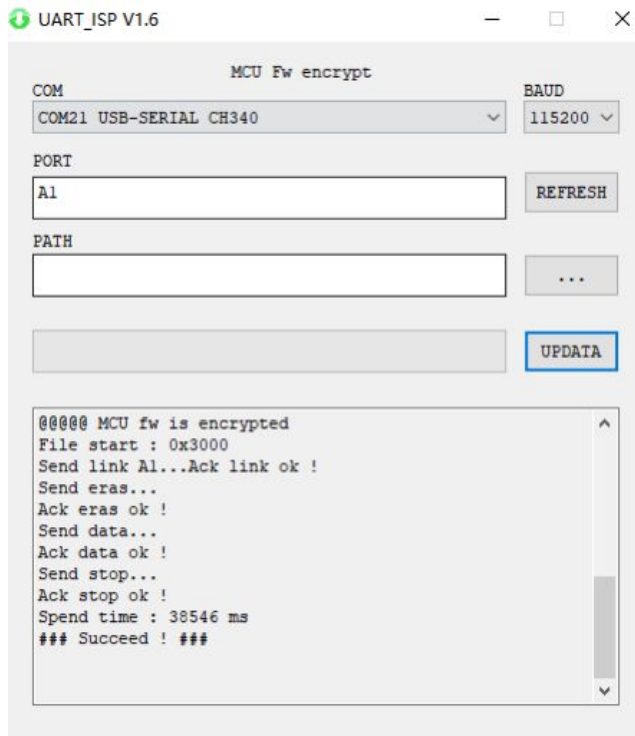 UART_ISP V1.6
MCU Fw encrypt
COM
BAUD
COM21 USB-SERIAL CH340
115200
PORT
A1
REFRESH
PATH
...
UPDATA
@@@@@ MCU fw is encrypted
File start : 0x3000
Send link A1...Ack link ok !
Send eras...
Ack eras ok !
Send data...
Ack data ok !
Send stop...
Ack stop ok !
Spend time : 38546 ms
### Succeed ! ###